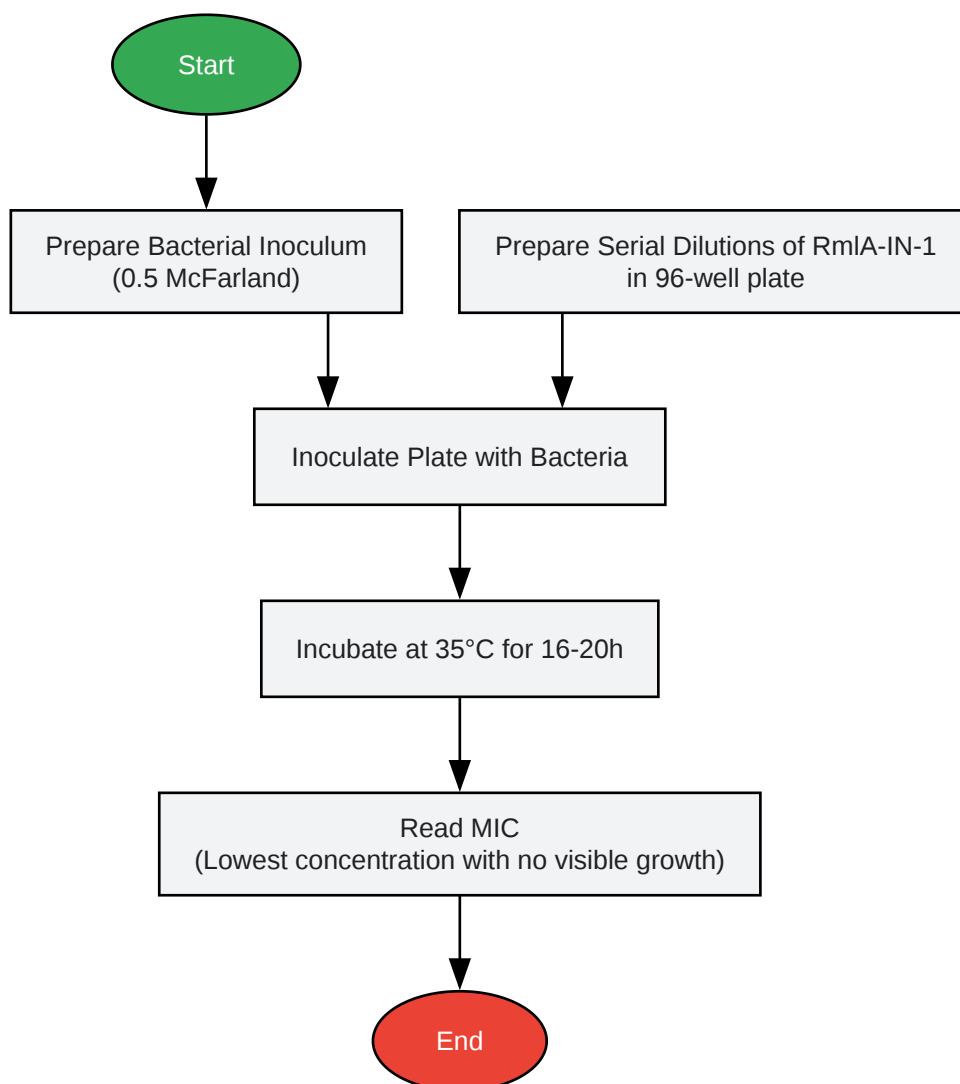 Start
Prepare Bacterial Inoculum
(0.5 McFarland)
Prepare Serial Dilutions of RmlA-IN-1
in 96-well plate
Inoculate Plate with Bacteria
Incubate at 35°C for 16-20h
Read MIC
(Lowest concentration with no visible growth)
End